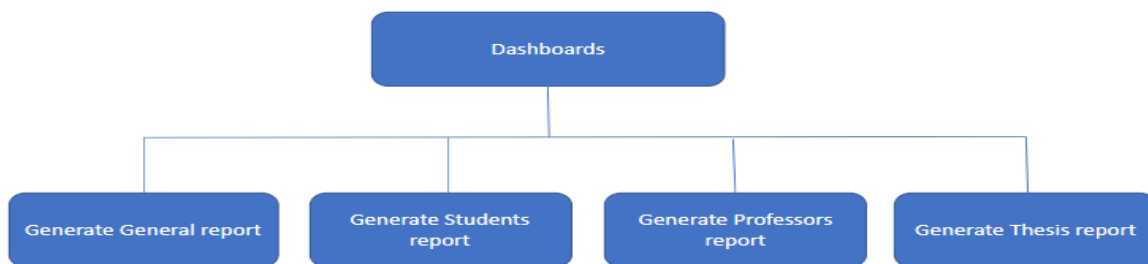 Dashboards
Generate General report
Generate Students
report
Generate Professors
report
Generate Thesis report